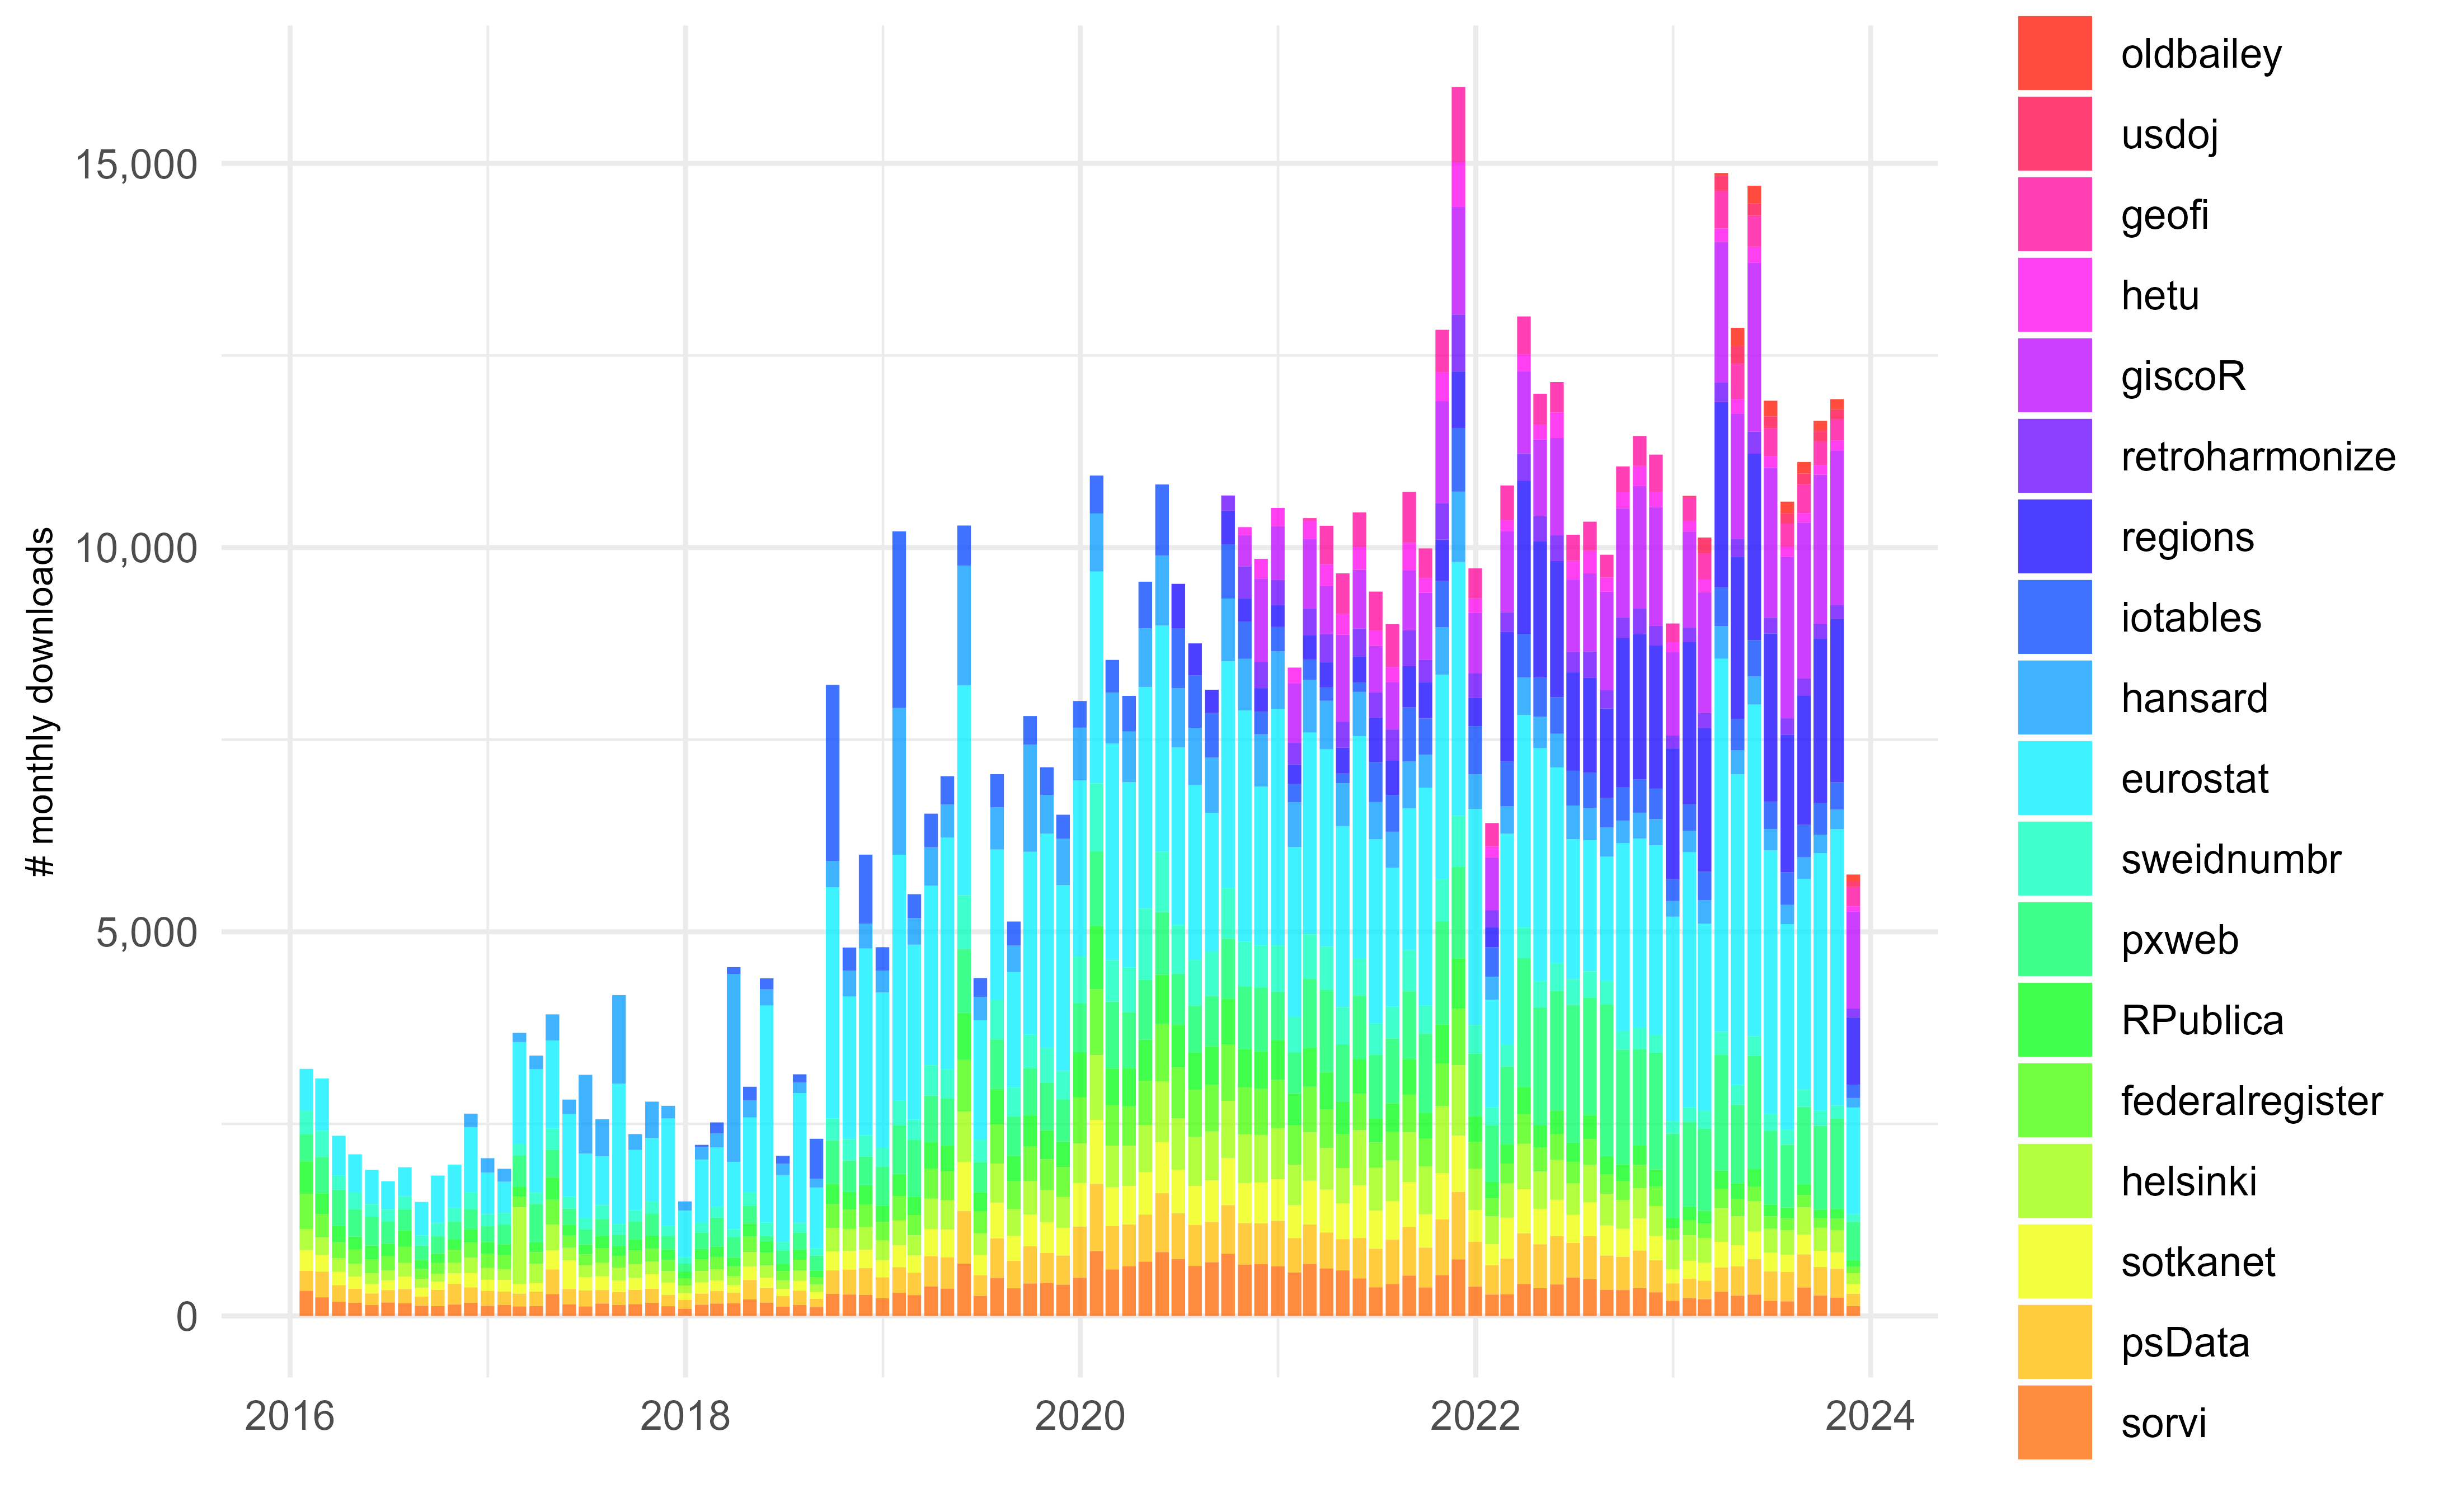 # monthly downloads
15,000
10,000
5,000
0
2016
2018
2020
2022
2024
oldbailey
usdoj
geofi
hetu
giscoR
retroharmonize
regions
iotables
hansard
eurostat
sweidnumbr
pxweb
RPublica
federalregister
helsinki
sotkanet
psData
sorvi